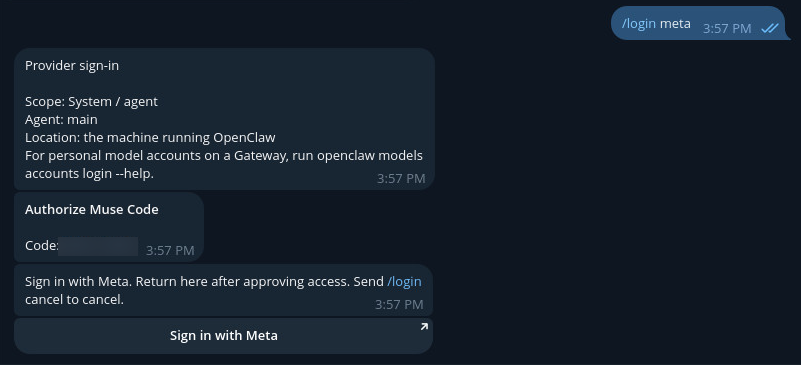 /login meta 3:57 PM
Provider sign-in
Scope: System / agent
Agent: main
Location: the machine running OpenClaw
For personal model accounts on a Gateway, run openclaw models
accounts login --help.
3:57 PM
Authorize Muse Code
Code: 3:57 PM
Sign in with Meta. Return here after approving access. Send /login
cancel to cancel.
3:57 PM
Sign in with Meta